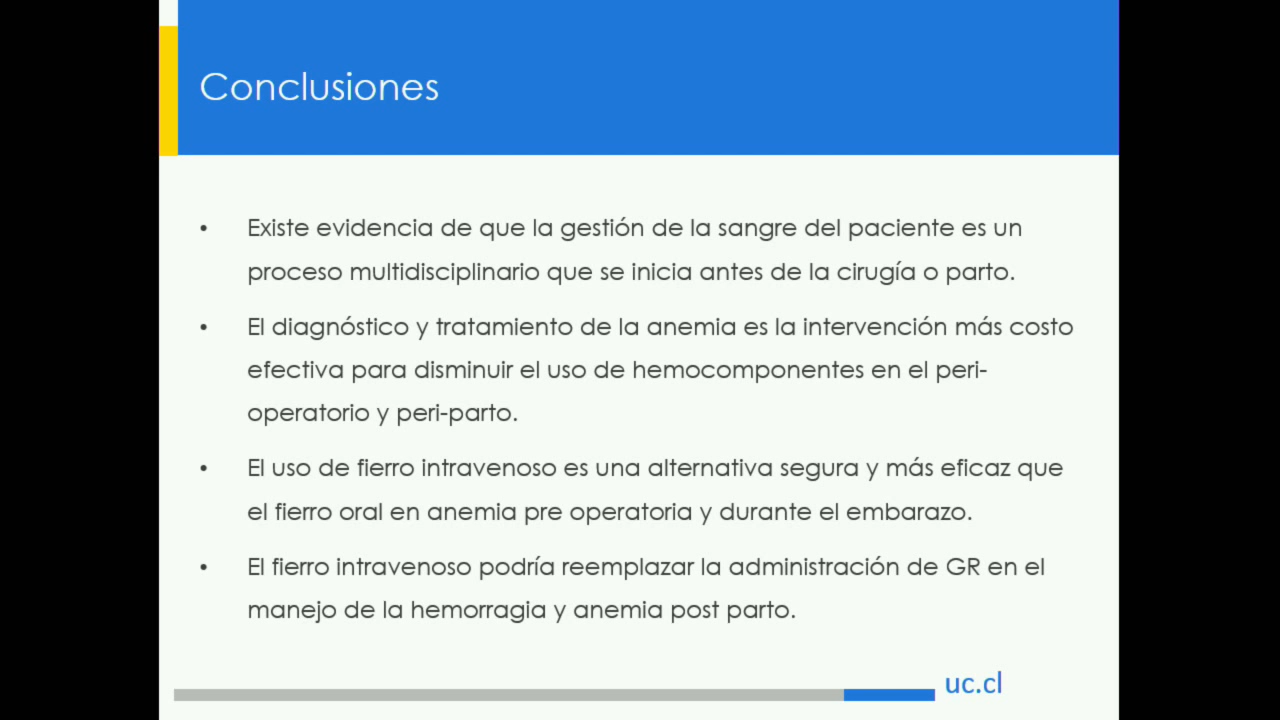 Conclusiones
• Existe evidencia de que la gestión de la sangre del paciente es un
proceso multidisciplinario que se inicia antes de la cirugía o parto.
• El diagnóstico y tratamiento de la anemia es la intervención más costo
efectiva para disminuir el uso de hemocomponentes en el peri-
operatorio y peri-parto.
• El uso de fierro intravenoso es una alternativa segura y más eficaz que
el fierro oral en anemia pre operatoria y durante el embarazo.
• El fierro intravenoso podría reemplazar la administración de GR en el
manejo de la hemorragia y anemia post parto.
uc.cl